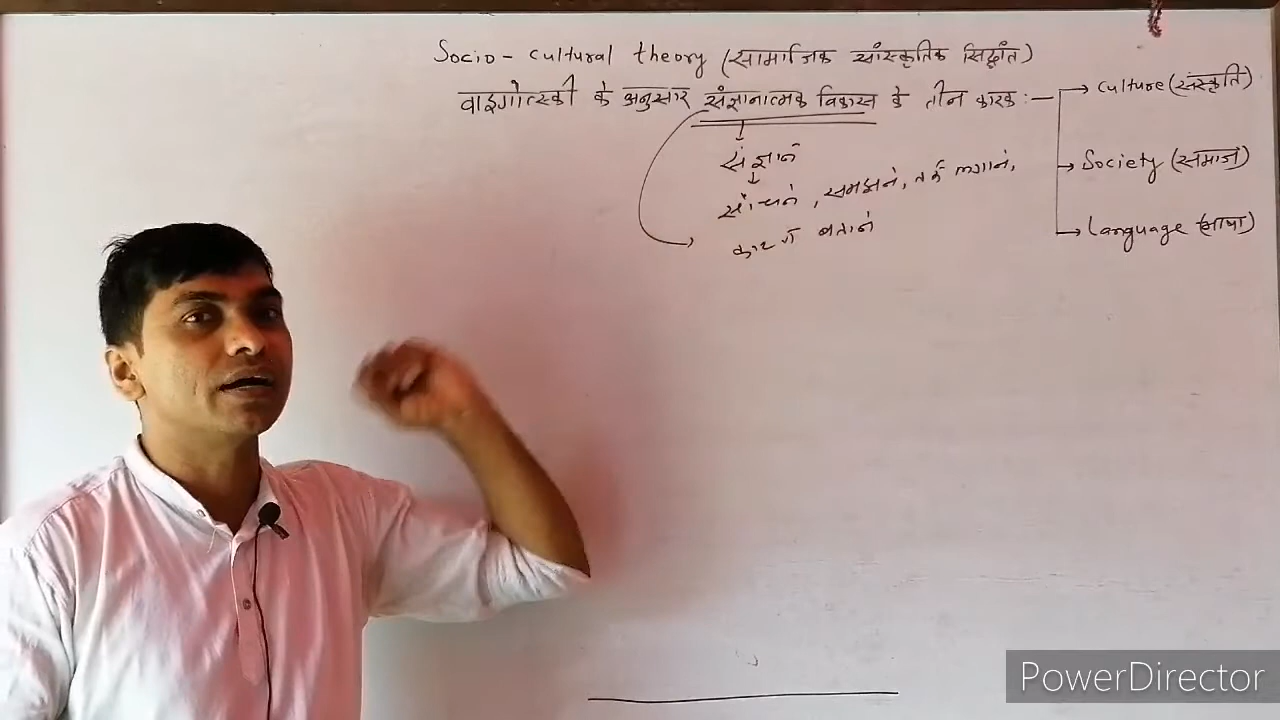 Socio - Cultural theory (सामाजिक सांस्कृतिक सिद्धांत)
वाइगोत्स्की के अनुसार संज्ञानात्मक विकास के तीन कारक :-
Culture (संस्कृति)
Society (समाज)
Language (भाषा)
संज्ञान
सोचने, समझने, तर्क लगाने,
कारण बताने
PowerDirector